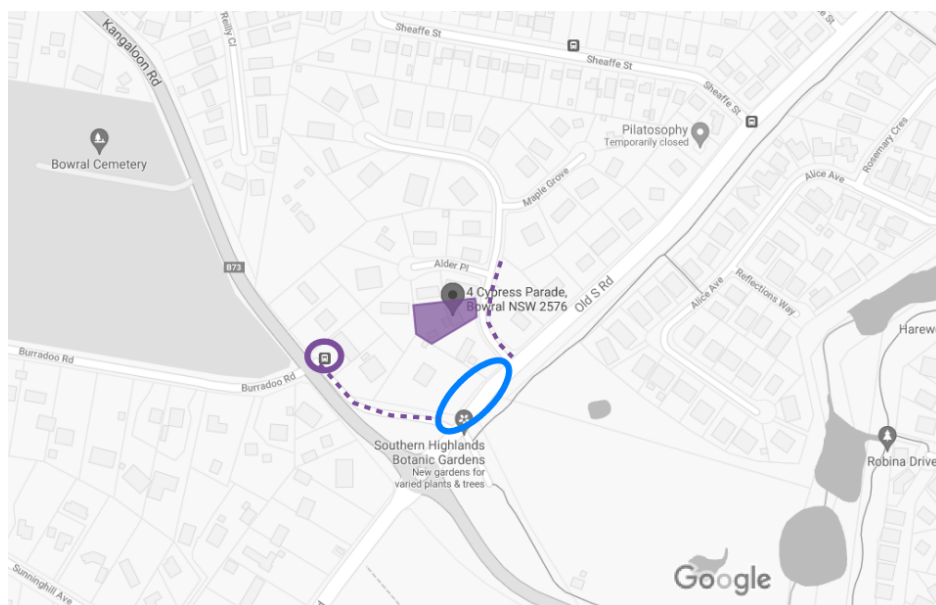 Kangaloon Rd
Reilly Cl
Sheaffe St
Sheaffe St
Sheaffe St
Bowral Cemetery
Pilatosophy
Temporarily closed
Rosemary Cres
Alice Ave
Maple Grove
B73
Alder Pl
4 Cypress Parade,
Bowral NSW 2576
Old S Rd
Alice Ave
Reflections Way
Harew
Burradoo Rd
Burradoo Rd
Southern Highlands
Botanic Gardens
New gardens for
varied plants & trees
Robina Drive
Sunninghill Ave
Google